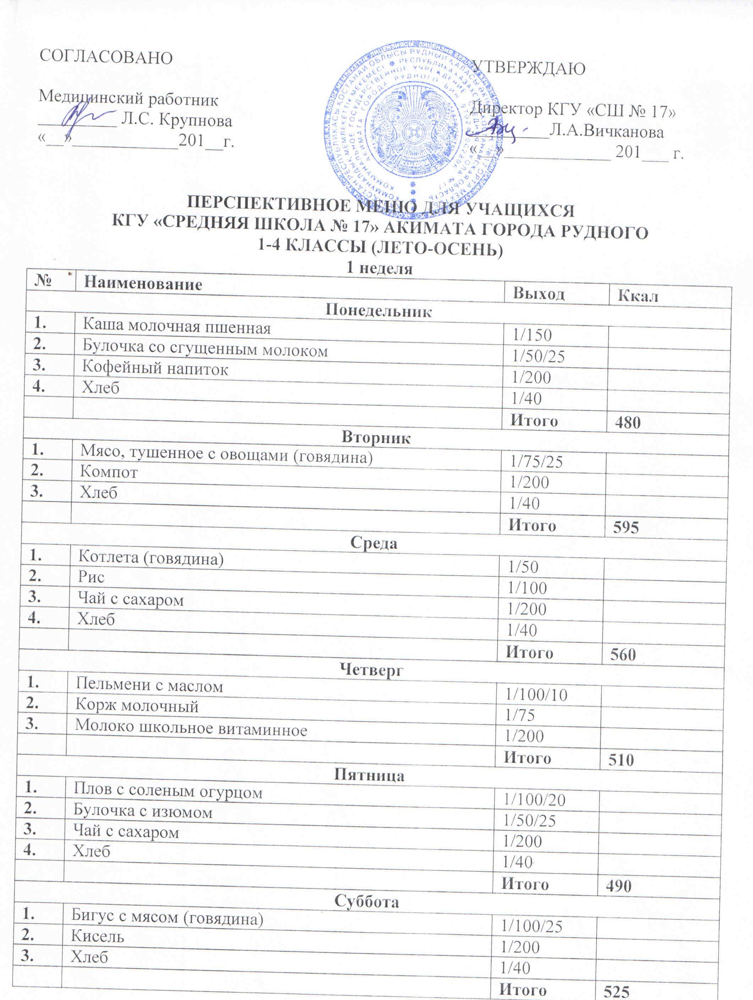 СОГЛАСОВАНО
УТВЕРЖДАЮ
Медицинский работник
Директор КГУ «СШ № 17»
__________ Л.С. Крупнова
__________Л.А.Вичканова
«__»____________201__г.
«__»____________ 201___ г.
ПЕРСПЕКТИВНОЕ МЕНЮ ДЛЯ УЧАЩИХСЯ
КГУ «СРЕДНЯЯ ШКОЛА № 17» АКИМАТА ГОРОДА РУДНОГО
1-4 КЛАССЫ (ЛЕТО-ОСЕНЬ)
1 неделя
№ Наименование Выход Ккал
Понедельник
1. Каша молочная пшенная 1/150
2. Булочка со сгущенным молоком 1/50/25
3. Кофейный напиток 1/200
4. Хлеб 1/40
Итого 480
Вторник
1. Мясо, тушенное с овощами (говядина) 1/75/25
2. Компот 1/200
3. Хлеб 1/40
Итого 595
Среда
1. Котлета (говядина) 1/50
2. Рис 1/100
3. Чай с сахаром 1/200
4. Хлеб 1/40
Итого 560
Четверг
1. Пельмени с маслом 1/100/10
2. Корж молочный 1/75
3. Молоко школьное витаминное 1/200
Итого 510
Пятница
1. Плов с соленым огурцом 1/100/20
2. Булочка с изюмом 1/50/25
3. Чай с сахаром 1/200
4. Хлеб 1/40
Итого 490
Суббота
1. Бигус с мясом (говядина) 1/100/25
2. Кисель 1/200
3. Хлеб 1/40
Итого 525